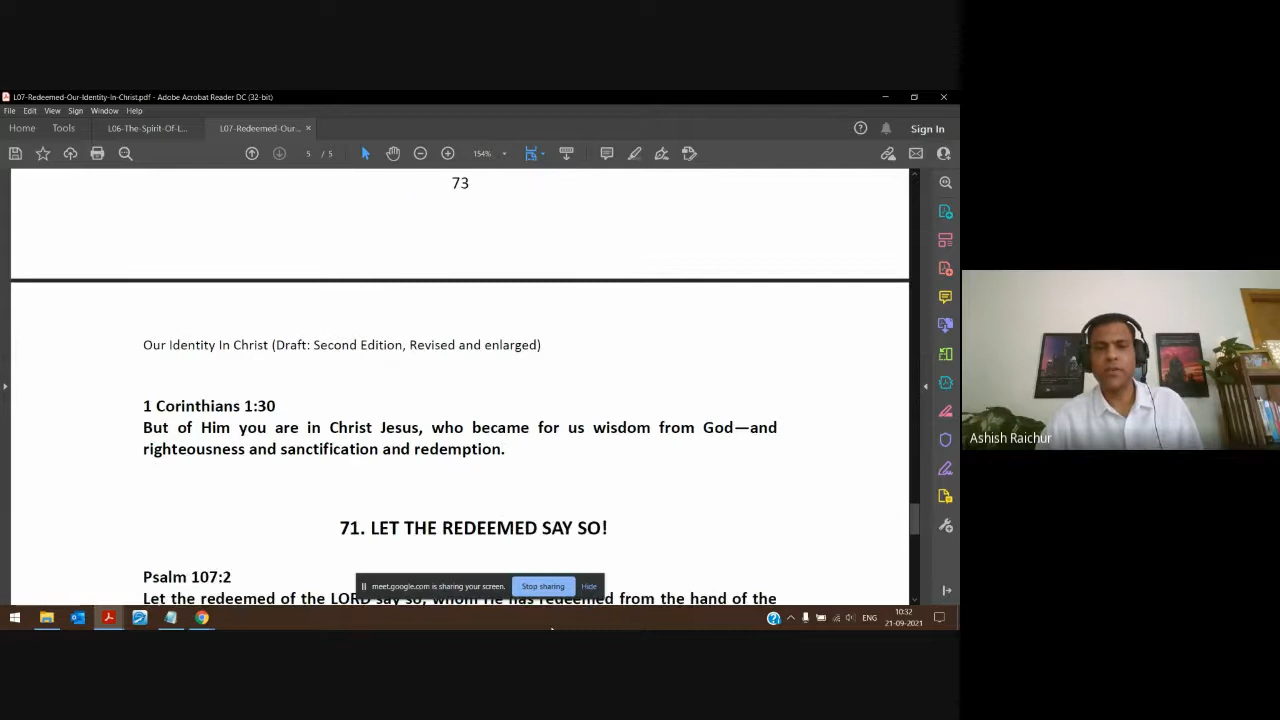 L07-Redeemed-Our-Identity-In-Christ.pdf - Adobe Acrobat Reader DC (32-bit)
File Edit View Sign Window Help
Home Tools L06-The-Spirit-Of-L... L07-Redeemed-Our... × Sign In
5 / 5 154%
73
Our Identity In Christ (Draft: Second Edition, Revised and enlarged)
1 Corinthians 1:30
But of Him you are in Christ Jesus, who became for us wisdom from God—and
righteousness and sanctification and redemption.
Ashish Raichur
71. LET THE REDEEMED SAY SO!
Psalm 107:2
meet.google.com is sharing your screen. Stop sharing Hide
Let the redeemed of the LORD say so, whom He has redeemed from the hand of the
ENG
10:32
21-09-2021